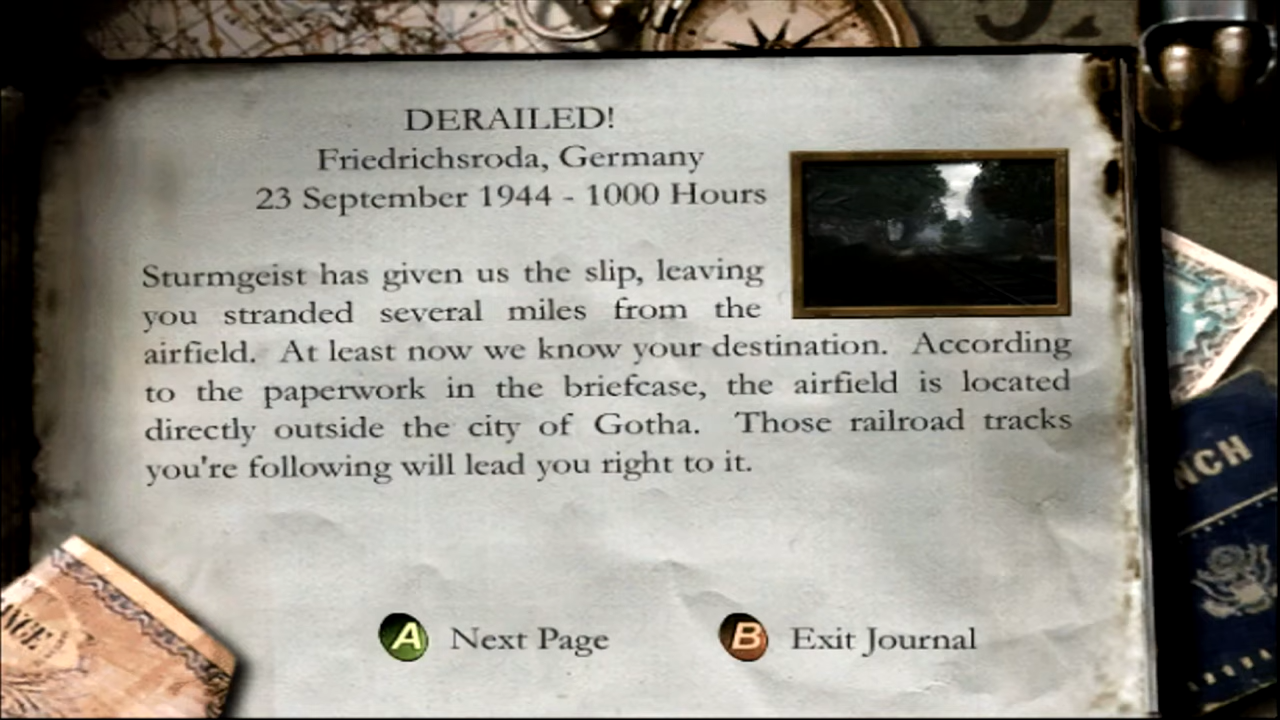 DERAILED!
Friedrichsroda, Germany
23 September 1944 - 1000 Hours
Sturmgeist has given us the slip, leaving
you stranded several miles from the
airfield. At least now we know your destination. According
to the paperwork in the briefcase, the airfield is located
directly outside the city of Gotha. Those railroad tracks
you're following will lead you right to it.
NCH
A Next Page
B Exit Journal